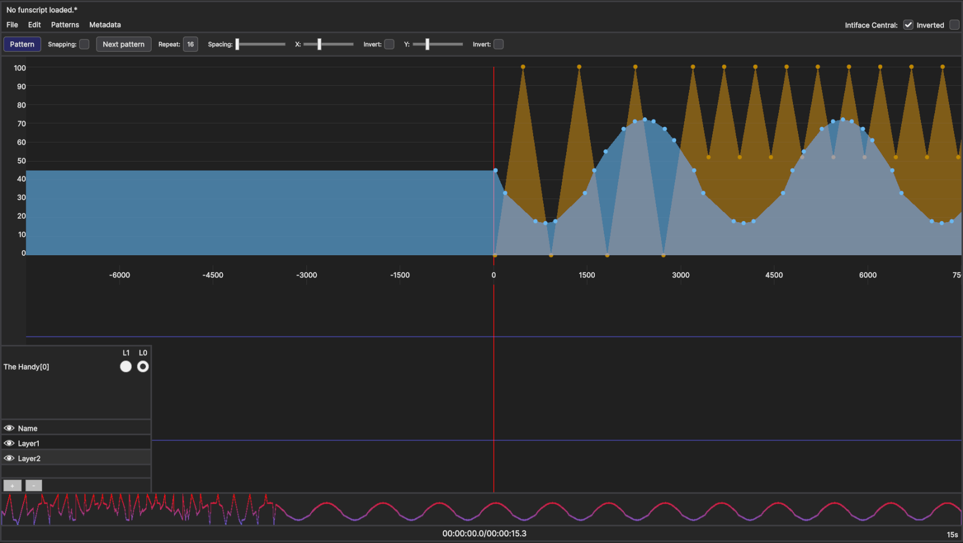 No funscript loaded.*
File Edit Patterns Metadata
Intiface Central: Inverted
Pattern Snapping: Next pattern Repeat: 16 Spacing: X: Invert: Y: Invert:
100
90
80
70
60
50
40
30
20
10
0
-6000 -4500 -3000 -1500 0 1500 3000 4500 6000 75
L1 L0
The Handy[0]
Name
Layer1
Layer2
+ -
00:00:00.0/00:00:15.3
15s